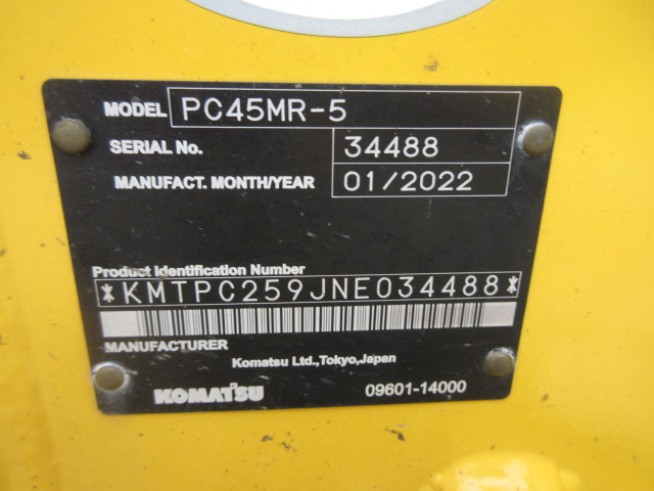 MODEL PC45MR-5
SERIAL No. 34488
MANUFACT. MONTH/YEAR 01/2022
Product Identification Number
*KMTPC259JNE034488*
MANUFACTURER
Komatsu Ltd.,Tokyo,Japan
KOMATSU 09601-14000